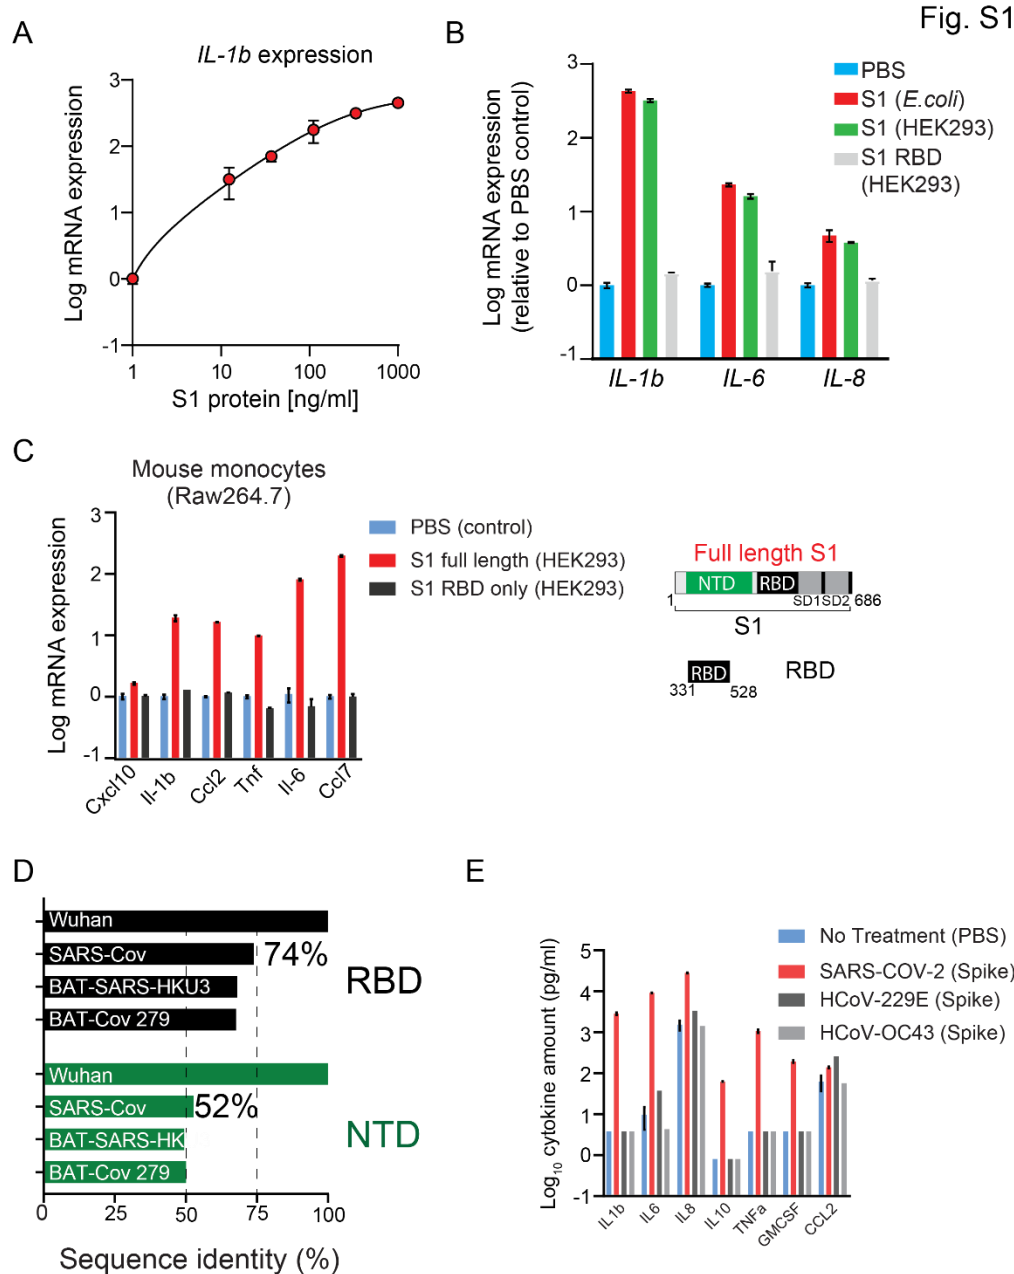 Fig. S1
A
IL-1b expression
Log mRNA expression
3
2
1
0
-1
1
10
100
1000
S1 protein [ng/ml]
B
Log mRNA expression
(relative to PBS control)
3
2
1
0
-1
IL-1b
IL-6
IL-8
PBS
S1 (E.coli)
S1 (HEK293)
S1 RBD
(HEK293)
C
Mouse monocytes
(Raw264.7)
Log mRNA expression
3
2
1
0
-1
Cxcl10
Il-1b
Ccl2
Tnf
Il-6
Ccl7
PBS (control)
S1 full length (HEK293)
S1 RBD only (HEK293)
Full length S1
NTD
RBD
SD1
SD2
1
686
S1
RBD
RBD
331
528
D
Wuhan
SARS-Cov
74%
BAT-SARS-HKU3
BAT-Cov 279
RBD
Wuhan
SARS-Cov
52%
BAT-SARS-HK
BAT-Cov 279
NTD
0
50
75
100
Sequence identity (%)
E
Log10 cytokine amount (pg/ml)
5
4
3
2
1
0
-1
IL1b
IL6
IL8
IL10
TNFa
GMCSF
CCL2
No Treatment (PBS)
SARS-COV-2 (Spike)
HCoV-229E (Spike)
HCoV-OC43 (Spike)